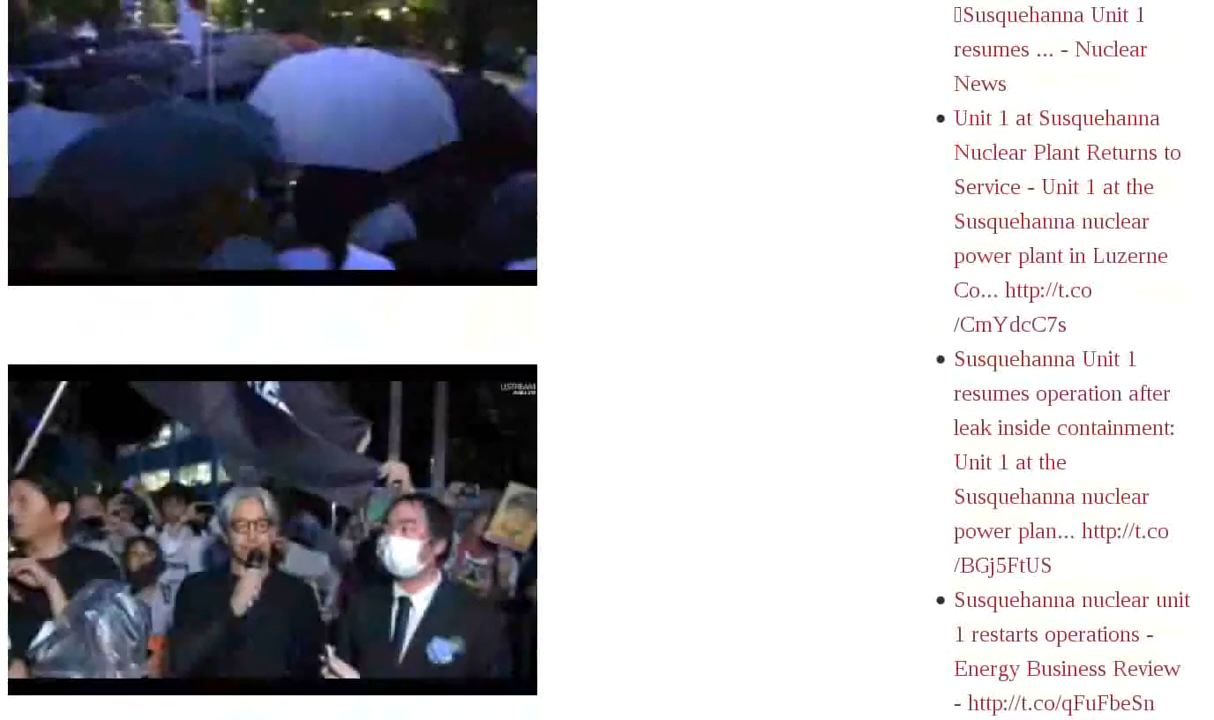 Susquehanna Unit 1
resumes ... - Nuclear
News
Unit 1 at Susquehanna
Nuclear Plant Returns to
Service - Unit 1 at the
Susquehanna nuclear
power plant in Luzerne
Co... http://t.co
/CmYdcC7s
Susquehanna Unit 1
resumes operation after
leak inside containment:
Unit 1 at the
Susquehanna nuclear
power plan... http://t.co
/BGj5FtUS
Susquehanna nuclear unit
1 restarts operations -
Energy Business Review
- http://t.co/qFuFbeSn
USTREAM